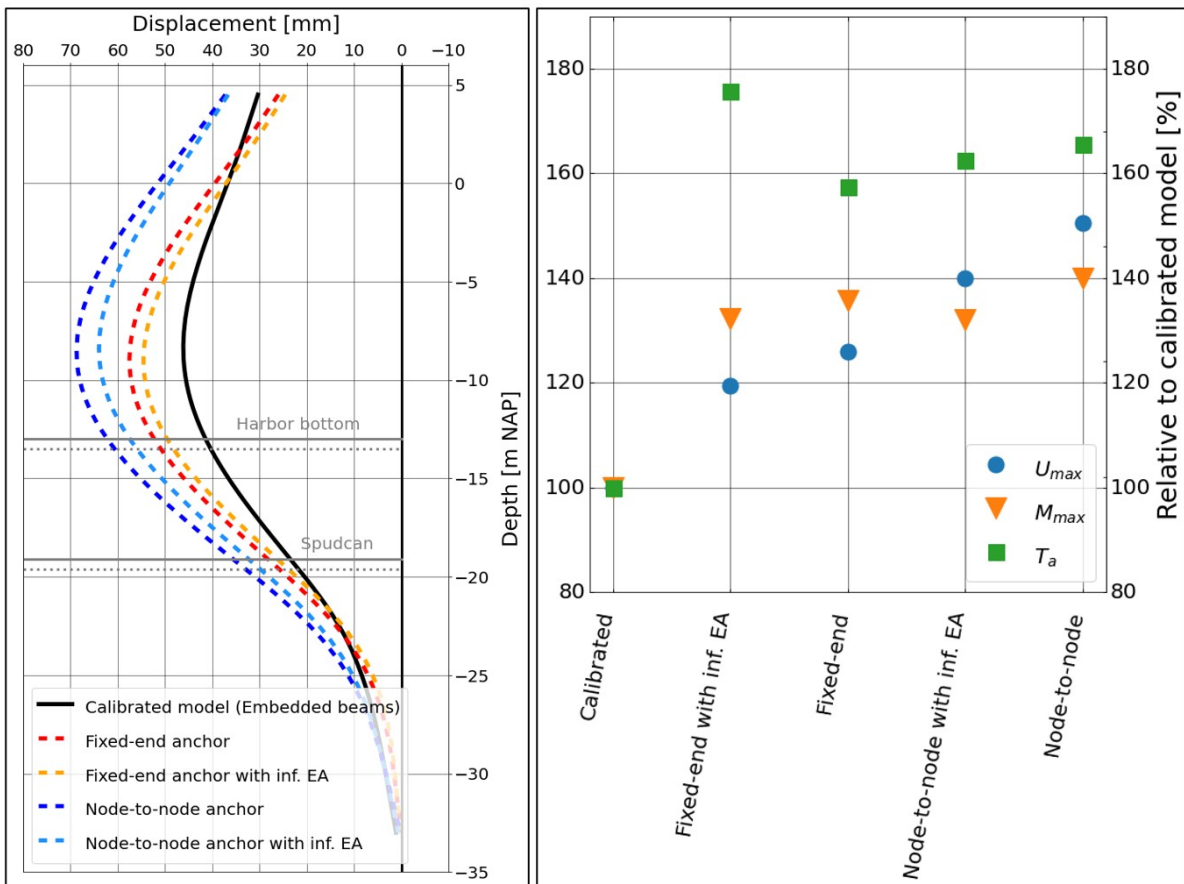 Displacement [mm]
80 70 60 50 40 30 20 10 0 −10
5
0
−5
−10
−15
−20
−25
−30
−35
Depth [m NAP]
Harbor bottom
Spudcan
Calibrated model (Embedded beams)
Fixed-end anchor
Fixed-end anchor with inf. EA
Node-to-node anchor
Node-to-node anchor with inf. EA
180
160
140
120
100
80
180
160
140
120
100
80
Relative to calibrated model [%]
U_max
M_max
T_a
Calibrated
Fixed-end with inf. EA
Fixed-end
Node-to-node with inf. EA
Node-to-node